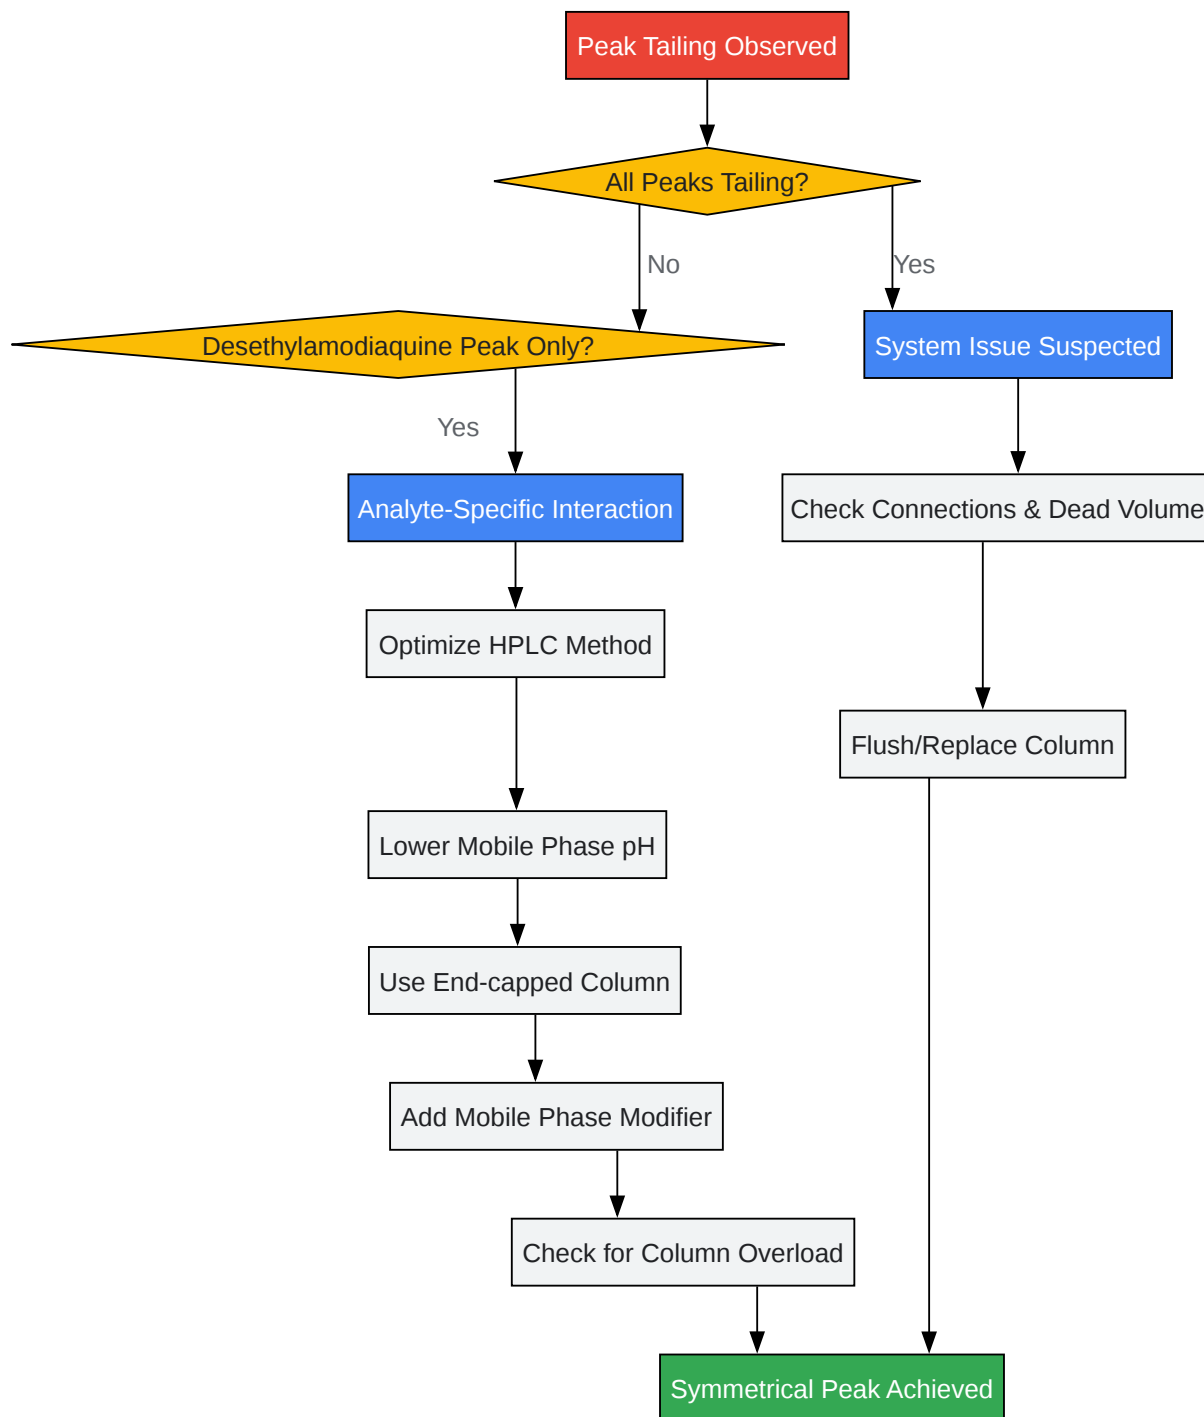 Peak Tailing Observed
All Peaks Tailing?
No
Yes
Desethylamodiaquine Peak Only?
System Issue Suspected
Yes
Analyte-Specific Interaction
Check Connections & Dead Volume
Optimize HPLC Method
Flush/Replace Column
Lower Mobile Phase pH
Use End-capped Column
Add Mobile Phase Modifier
Check for Column Overload
Symmetrical Peak Achieved